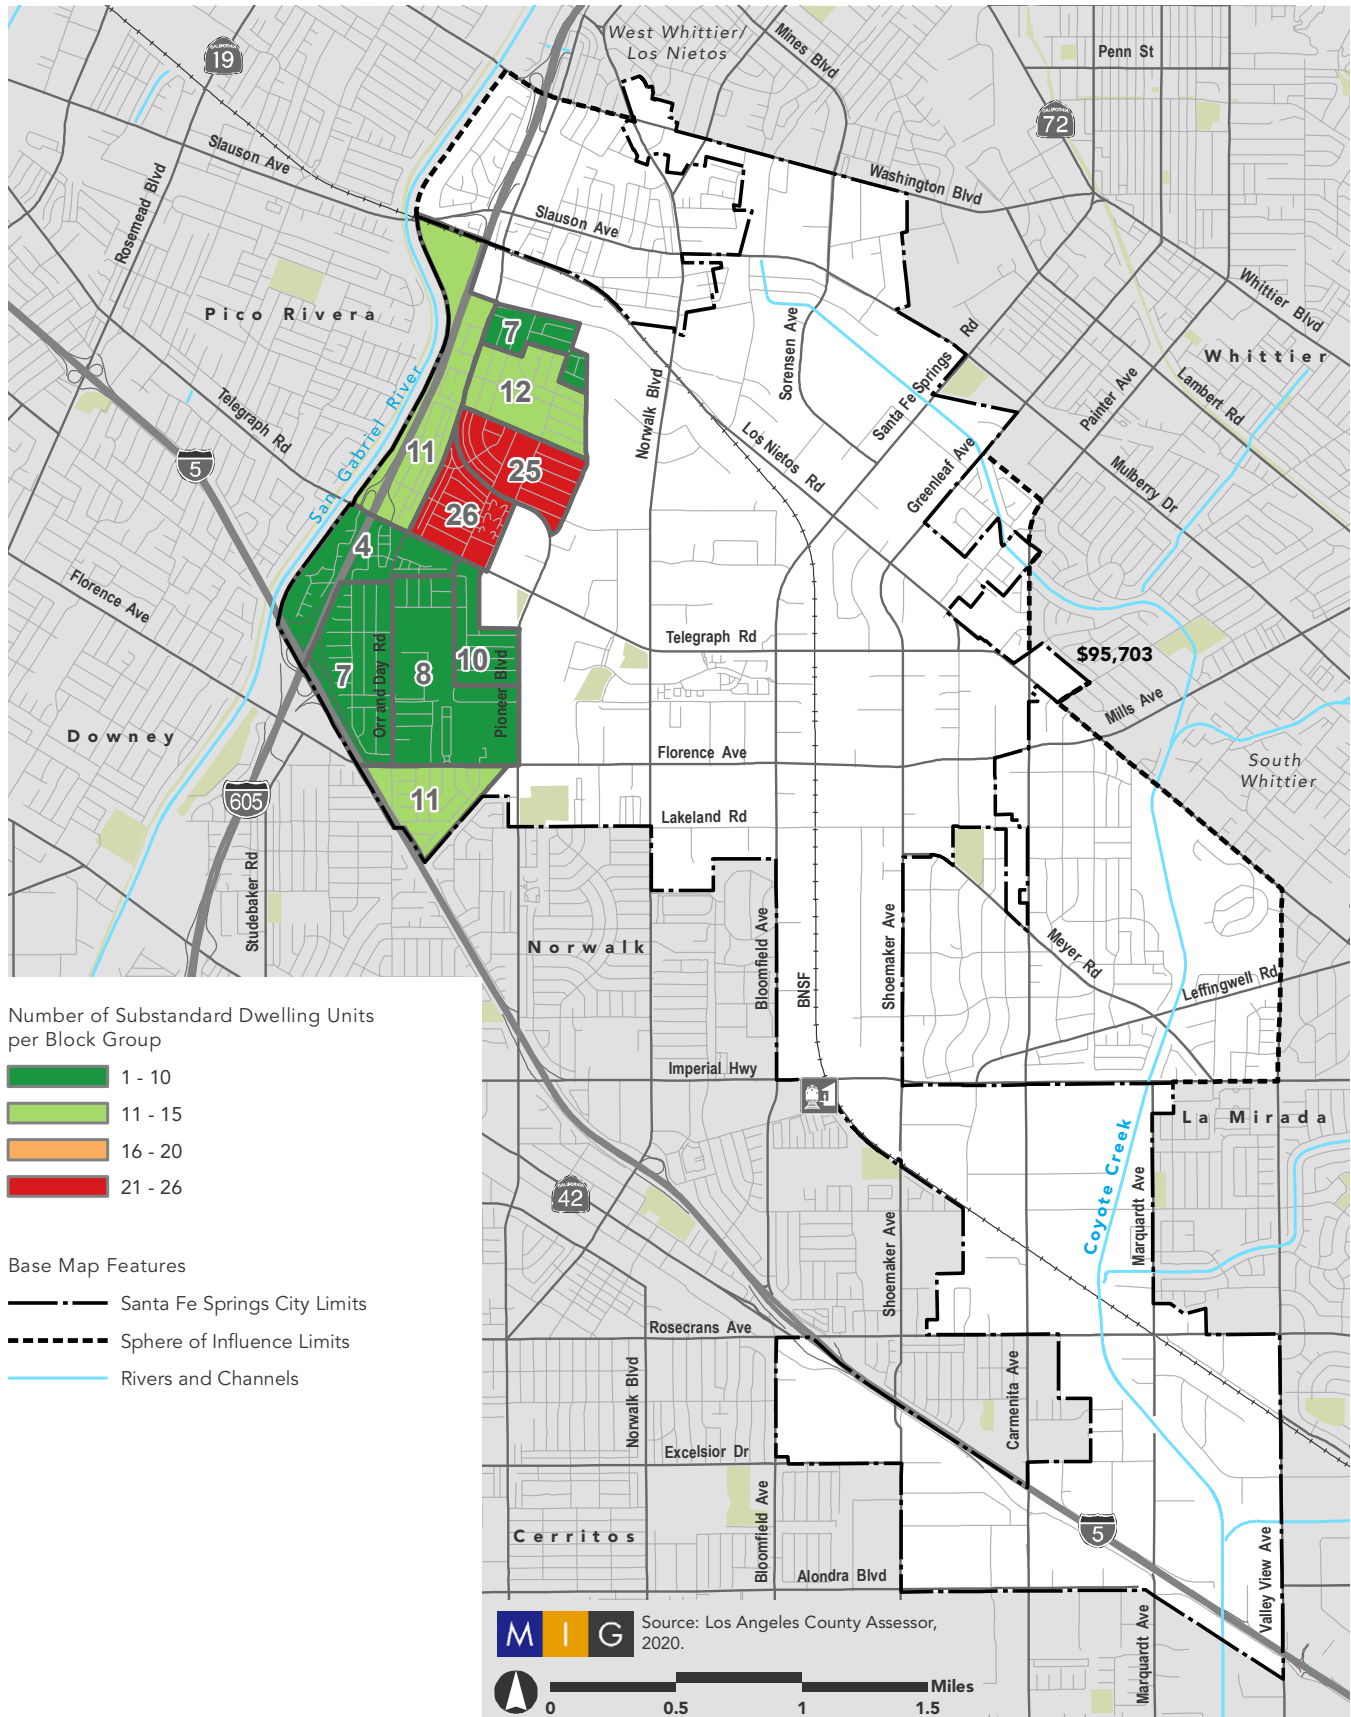 West Whittier/
Los Nietos
Mines Blvd
Penn St
CALIFORNIA
19
CALIFORNIA
72
Slauson Ave
Rosemead Blvd
Washington Blvd
Slauson Ave
Whittier Blvd
Pico Rivera
7
Sorensen Ave
Santa Fe Springs Rd
Whittier
12
Norwalk Blvd
Painter Ave
Lambert Rd
Telegraph Rd
San Gabriel River
11
25
Los Nietos Rd
Greenleaf Ave
Mulberry Dr
5
26
4
Florence Ave
Telegraph Rd
$95,703
7
Orr and Day Rd
8
10
Pioneer Blvd
Mills Ave
Downey
Florence Ave
South
Whittier
605
11
Lakeland Rd
Studebaker Rd
Norwalk
Bloomfield Ave
BNSF
Shoemaker Ave
Meyer Rd
Leffingwell Rd
Number of Substandard Dwelling Units
per Block Group
1 - 10
11 - 15
16 - 20
21 - 26
Imperial Hwy
La Mirada
Coyote Creek
Marquardt Ave
CALIFORNIA
42
Shoemaker Ave
Base Map Features
Santa Fe Springs City Limits
Sphere of Influence Limits
Rivers and Channels
Rosecrans Ave
Norwalk Blvd
Carmenita Ave
Excelsior Dr
Cerritos
Bloomfield Ave
5
Alondra Blvd
Valley View Ave
Marquardt Ave
M I G
Source: Los Angeles County Assessor,
2020.
Miles
0 0.5 1 1.5